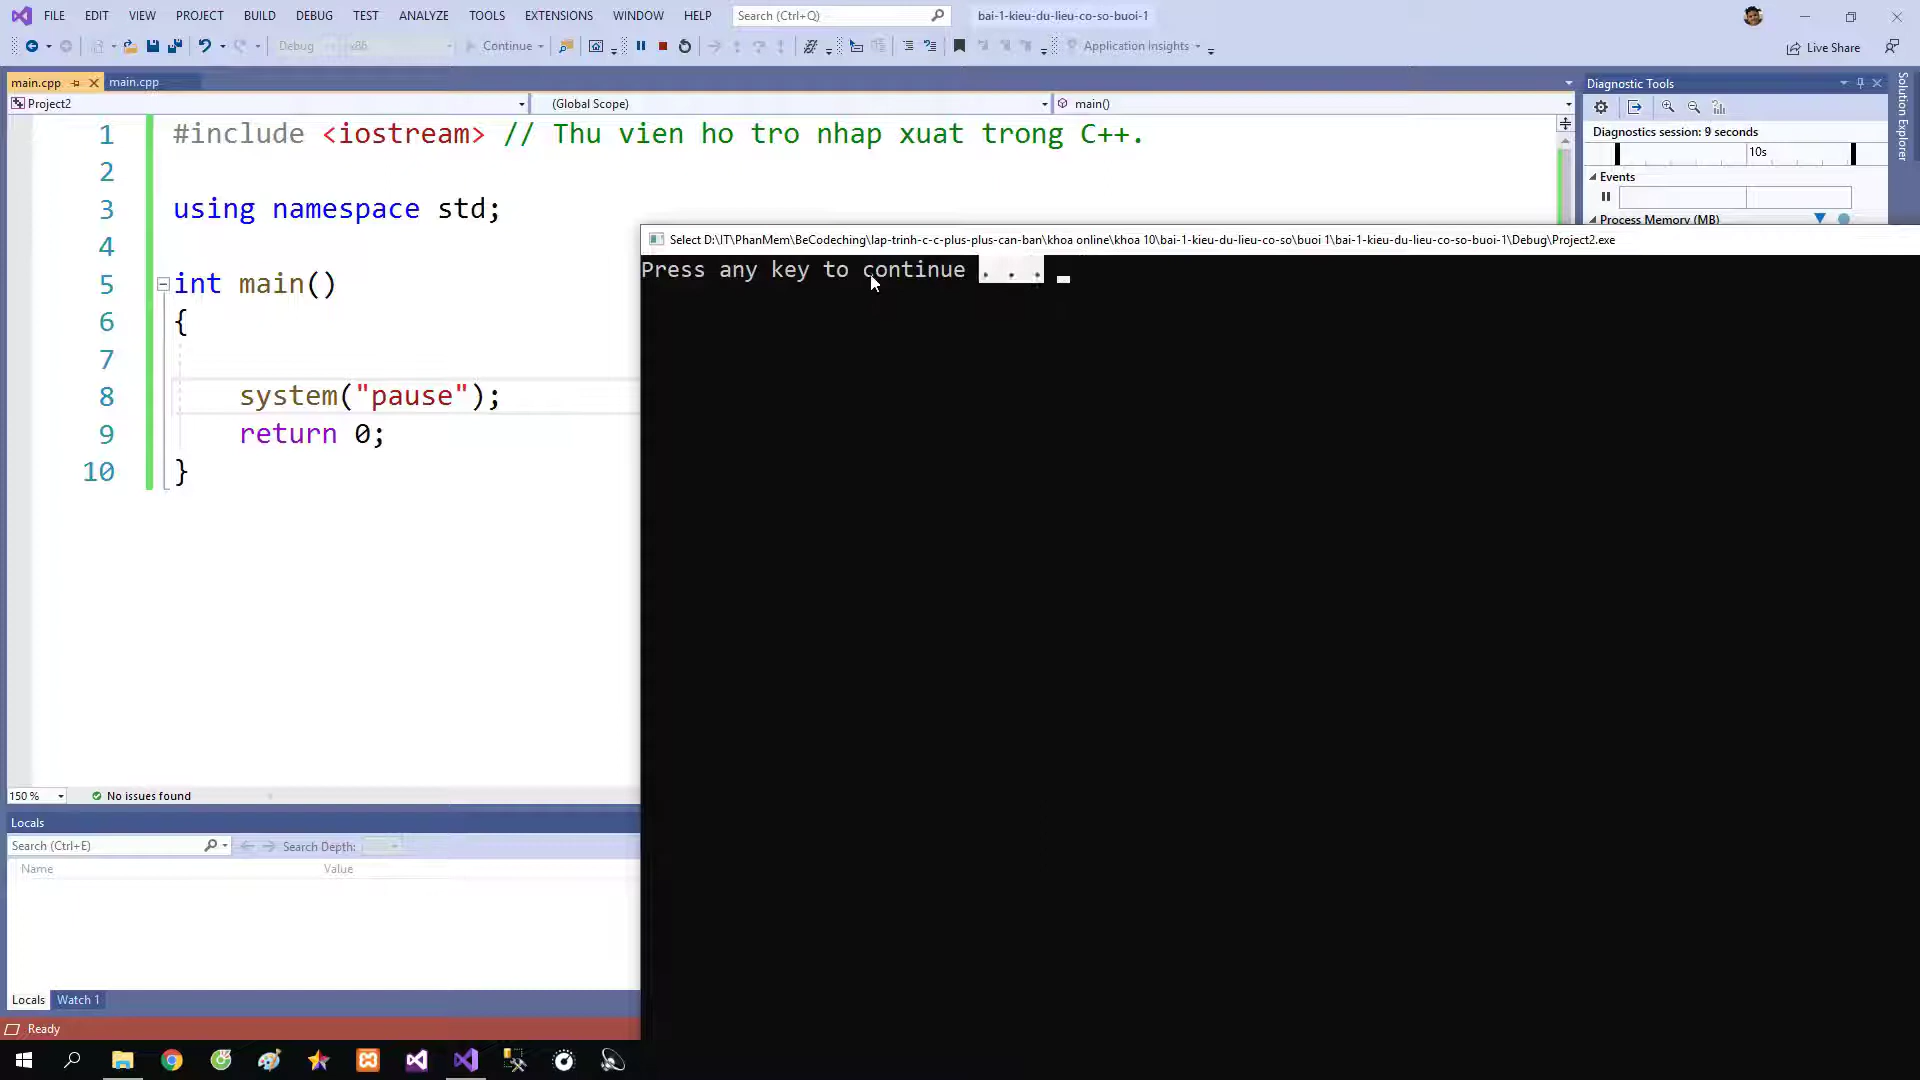 FILE EDIT VIEW PROJECT BUILD DEBUG TEST ANALYZE TOOLS EXTENSIONS WINDOW HELP Search (Ctrl+Q) bai-1-kieu-du-lieu-co-so-buoi-1
Debug x86 Continue Application Insights Live Share
main.cpp main.cpp
Project2 (Global Scope) main()
1 #include <iostream> // Thu vien ho tro nhap xuat trong C++.
2
3 using namespace std;
4
5 int main()
6 {
7
8 system("pause");
9 return 0;
10 }
Diagnostic Tools
Diagnostics session: 9 seconds
10s
Events
Process Memory (MB)
Solution Explorer
Select D:\IT\PhanMem\BeCodeching\lap-trinh-c-c-plus-plus-can-ban\khoa online\khoa 10\bai-1-kieu-du-lieu-co-so\buoi 1\bai-1-kieu-du-lieu-co-so-buoi-1\Debug\Project2.exe
Press any key to continue . . .
150 % No issues found
Locals
Search (Ctrl+E) Search Depth:
Name Value
Locals Watch 1
Ready